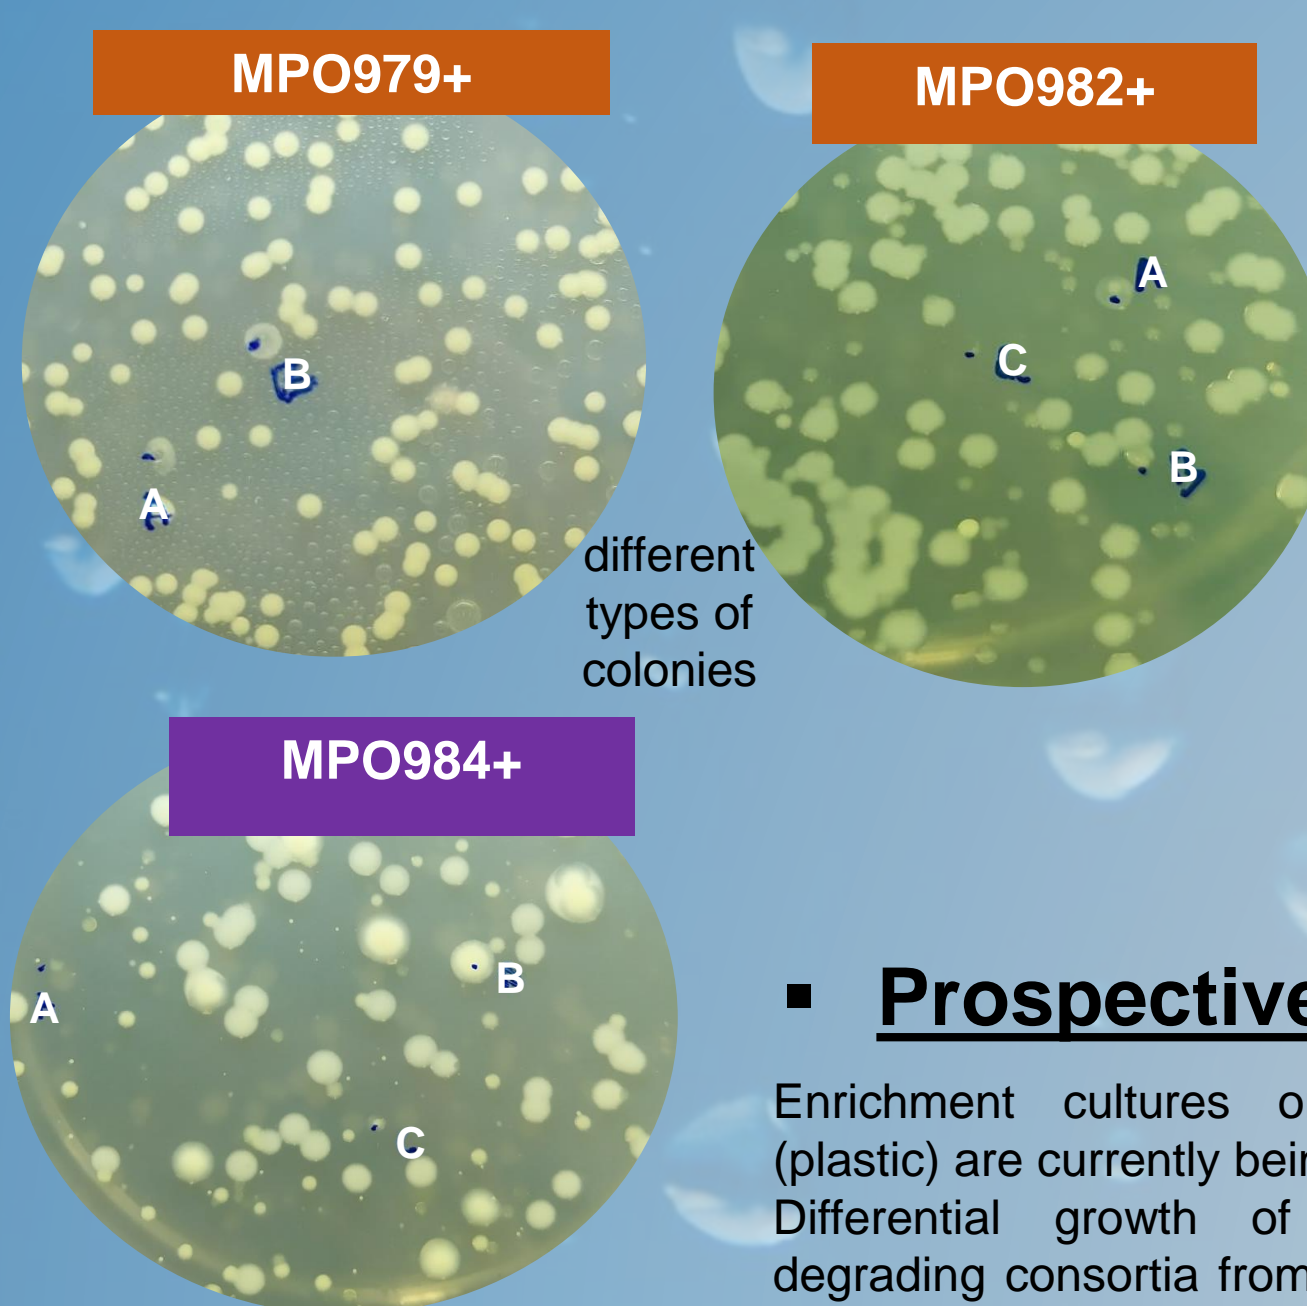 MPO979+
MPO982+
A
B
C
B
A
different
types of
colonies
MPO984+
B
A
C
▪ Prospective
Enrichment cultures o
(plastic) are currently bein
Differential growth of
degrading consortia from